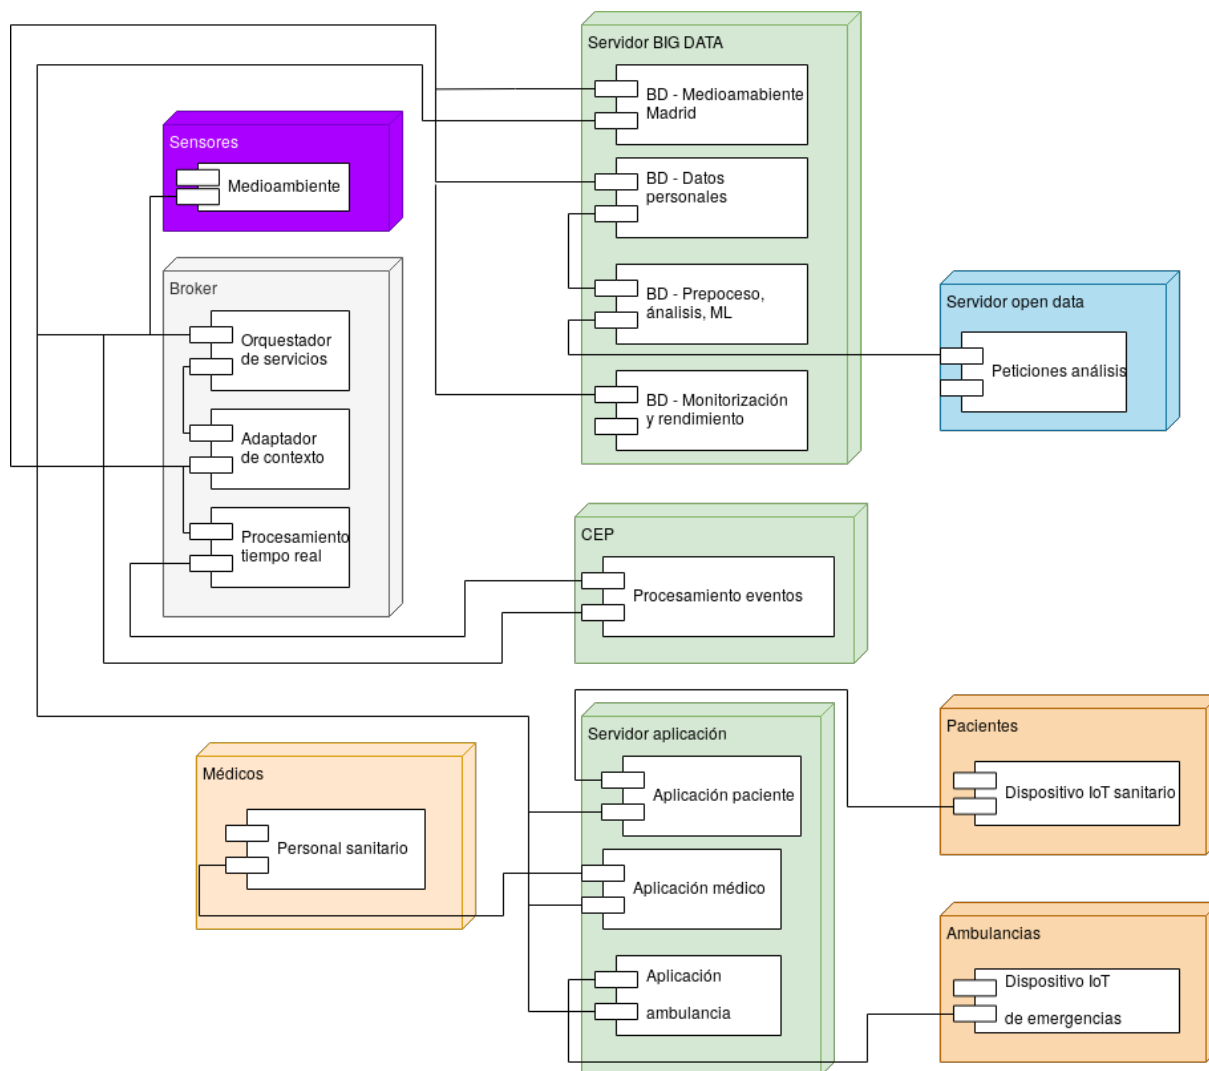 Servidor BIG DATA
BD - Medioamabiente
Madrid
BD - Datos
personales
BD - Prepoceso,
ánalisis, ML
BD - Monitorización
y rendimiento
Sensores
Medioambiente
Broker
Orquestador
de servicios
Adaptador
de contexto
Procesamiento
tiempo real
Servidor open data
Peticiones análisis
CEP
Procesamiento eventos
Servidor aplicación
Aplicación paciente
Aplicación médico
Aplicación
ambulancia
Médicos
Personal sanitario
Pacientes
Dispositivo IoT sanitario
Ambulancias
Dispositivo IoT
de emergencias